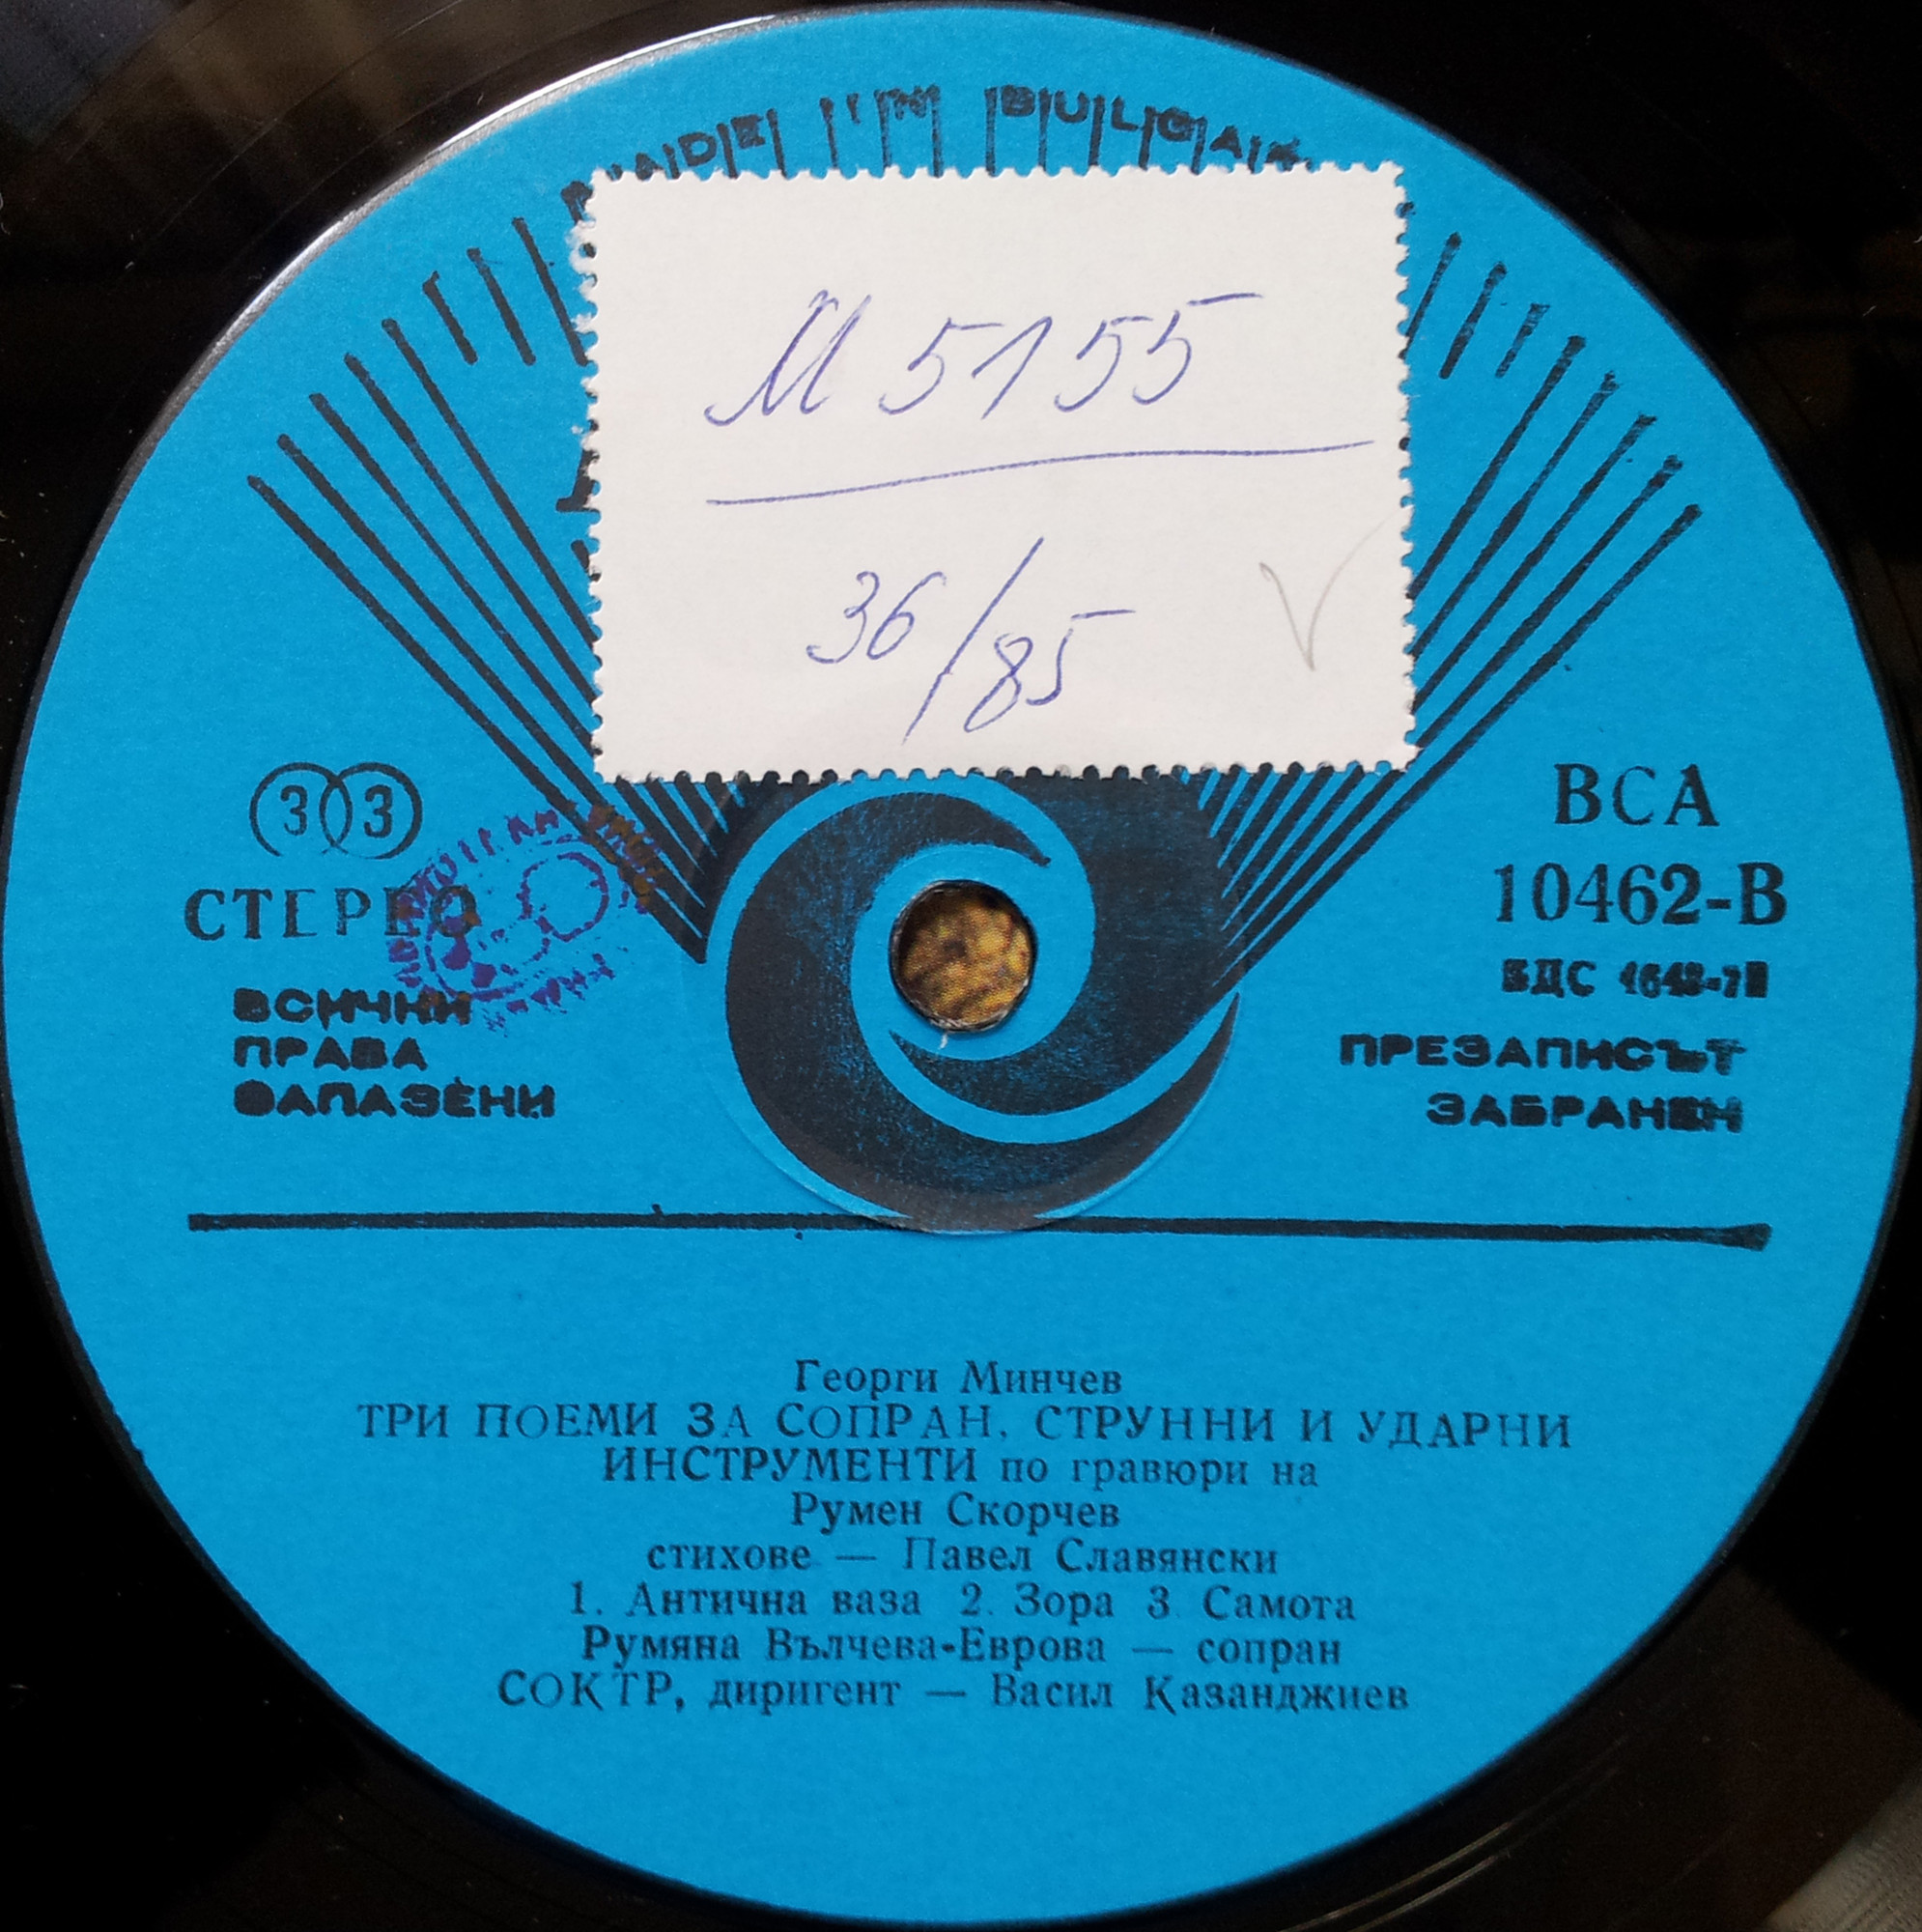 MADE IN BULGAR
М 5155
36/85
33
СТЕРЕО
ВСИЧКИ
ПРАВА
ЗАПАЗЕНИ
ВСА
10462-В
БДС
ПРЕЗАПИСЪТ
ЗАБРАНЕН
Георги Минчев
ТРИ ПОЕМИ ЗА СОПРАН, СТРУННИ И УДАРНИ
ИНСТРУМЕНТИ по гравюри на
Румен Скорчев
стихове — Павел Славянски
1. Антична ваза 2. Зора 3. Самота
Румяна Вълчева-Еврова — сопран
СОКТР, диригент — Васил Казанджиев